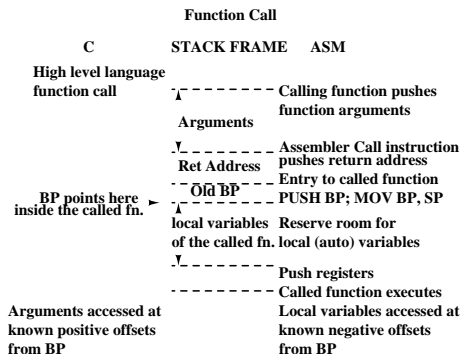 Function Call
C STACK FRAME ASM
High level language
function call
Calling function pushes
function arguments
Arguments
Assembler Call instruction
pushes return address
Ret Address
Entry to called function
Old BP
PUSH BP; MOV BP, SP
BP points here
inside the called fn.
local variables
of the called fn.
Reserve room for
local (auto) variables
Push registers
Called function executes
Arguments accessed at
known positive offsets
from BP
Local variables accessed at
known negative offsets
from BP